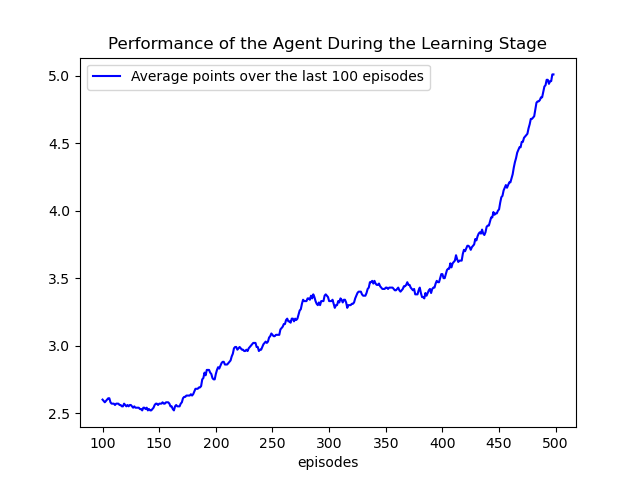 Performance of the Agent During the Learning Stage
Average points over the last 100 episodes
5.0
4.5
4.0
3.5
3.0
2.5
100 150 200 250 300 350 400 450 500
episodes